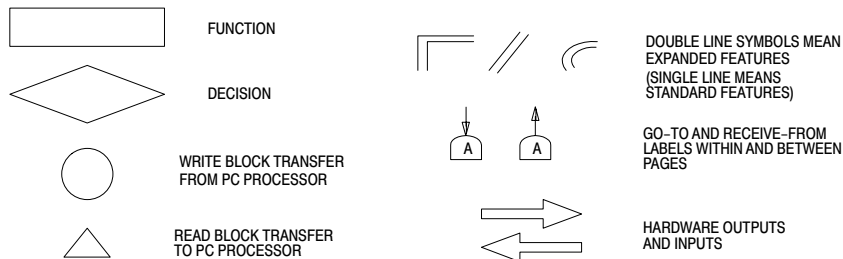 FUNCTION
DECISION
WRITE BLOCK TRANSFER
FROM PC PROCESSOR
READ BLOCK TRANSFER
TO PC PROCESSOR
DOUBLE LINE SYMBOLS MEAN
EXPANDED FEATURES
(SINGLE LINE MEANS
STANDARD FEATURES)
A A
GO–TO AND RECEIVE–FROM
LABELS WITHIN AND BETWEEN
PAGES
HARDWARE OUTPUTS
AND INPUTS